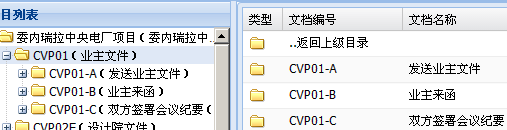 目录列表
委内瑞拉中央电厂项目（委内瑞拉中
CVP01（业主文件）
CVP01-A（发送业主文件）
CVP01-B（业主来函）
CVP01-C（双方签署会议纪要（
CVP02E（设计院文件）
类型 文档编号 文档名称
..返回上级目录
CVP01-A 发送业主文件
CVP01-B 业主来函
CVP01-C 双方签署会议纪要